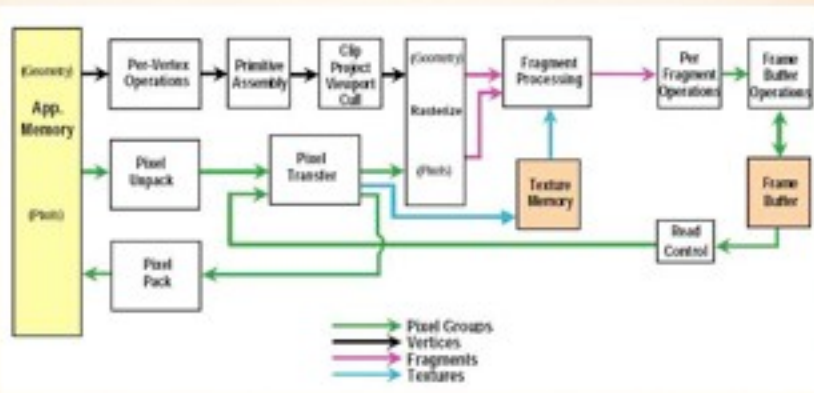 (Geometry)
App.
Memory
(Pixels)
Per-Vertex
Operations
Primitive
Assembly
Clip
Project
Viewport
Cull
(Geometry)
Rasterize
(Pixels)
Fragment
Processing
Per
Fragment
Operations
Frame
Buffer
Operations
Pixel
Unpack
Pixel
Transfer
Texture
Memory
Frame
Buffer
Read
Control
Pixel
Pack
Pixel Groups
Vertices
Fragments
Textures